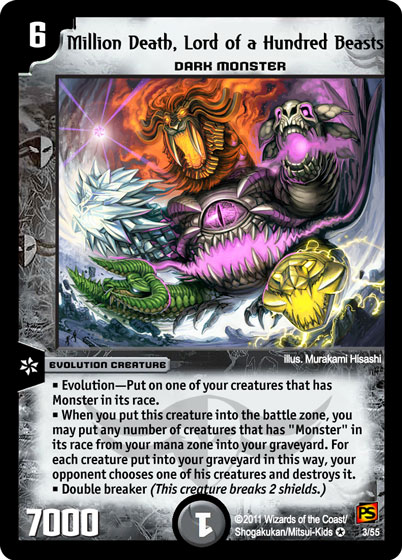 6
Million Death, Lord of a Hundred Beasts
DARK MONSTER
illus. Murakami Hisashi
EVOLUTION CREATURE
▪ Evolution—Put on one of your creatures that has
Monster in its race.
▪ When you put this creature into the battle zone, you
may put any number of creatures that has "Monster" in
its race from your mana zone into your graveyard. For
each creature put into your graveyard in this way, your
opponent chooses one of his creatures and destroys it.
▪ Double breaker (This creature breaks 2 shields.)
7000
1
©2011 Wizards of the Coast/
Shogakukan/Mitsui-Kids ✪
PS
3/55